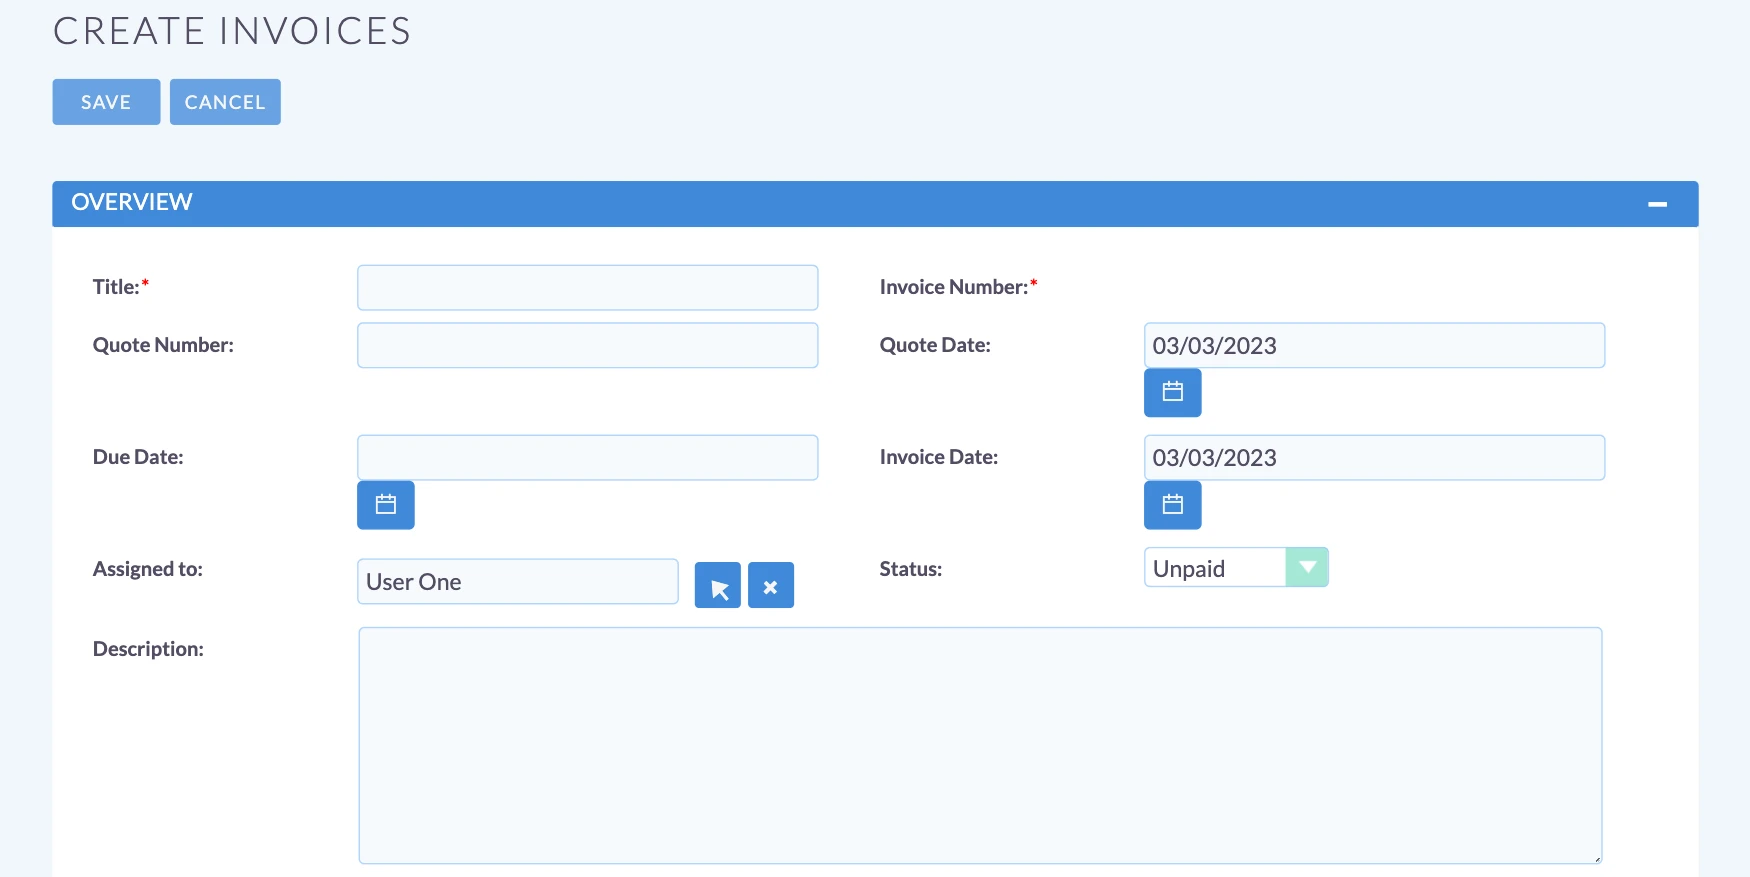 CREATE INVOICES
SAVE CANCEL
OVERVIEW
Title:* Invoice Number:*
Quote Number: Quote Date: 03/03/2023
Due Date: Invoice Date: 03/03/2023
Assigned to: User One Status: Unpaid
Description: